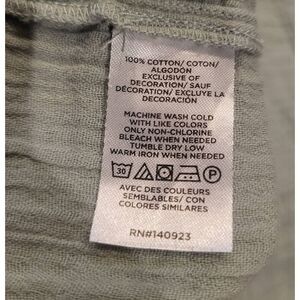 100% COTTON/ COTON/
ALGODÓN
EXCLUSIVE OF
DECORATION/ SAUF
DÉCORATION/ EXCLUYE LA
DECORACIÓN
MACHINE WASH COLD
WITH LIKE COLORS
ONLY NON-CHLORINE
BLEACH WHEN NEEDED
TUMBLE DRY LOW
WARM IRON WHEN NEEDED
30 P
AVEC DES COULEURS
SEMBLABLES/ CON
COLORES SIMILARES
RN#140923